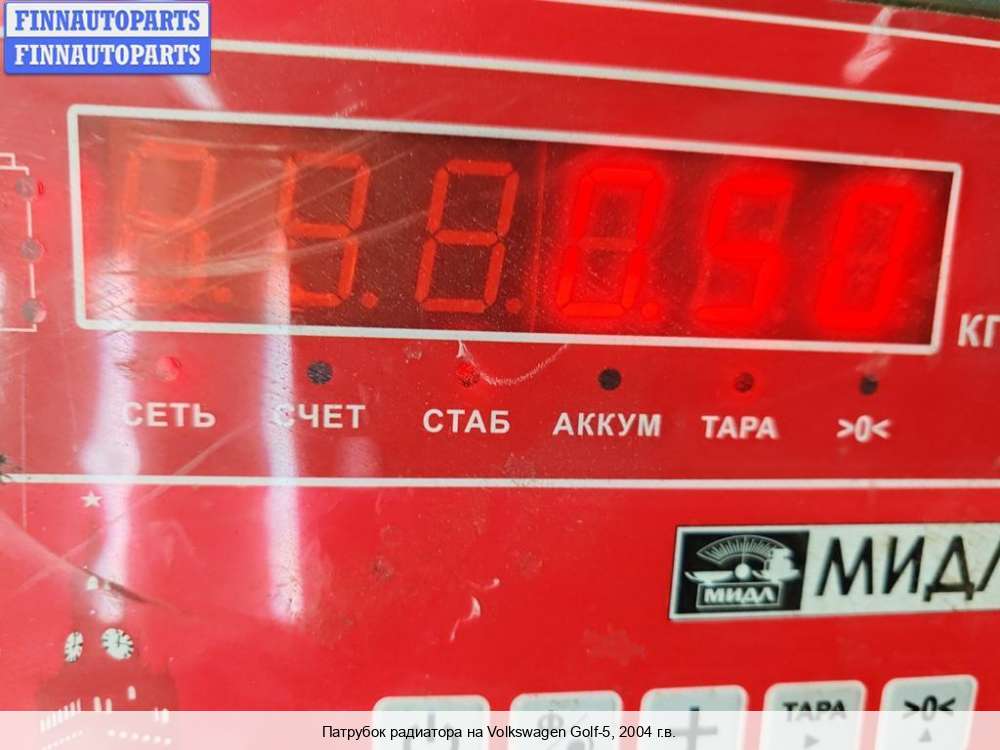 FINNAUTOPARTS
FINNAUTOPARTS
0.50
КГ
СЕТЬ СЧЕТ СТАБ АККУМ ТАРА >0<
МИДЛ МИДЛ
ТАРА >0<
Патрубок радиатора на Volkswagen Golf-5, 2004 г.в.